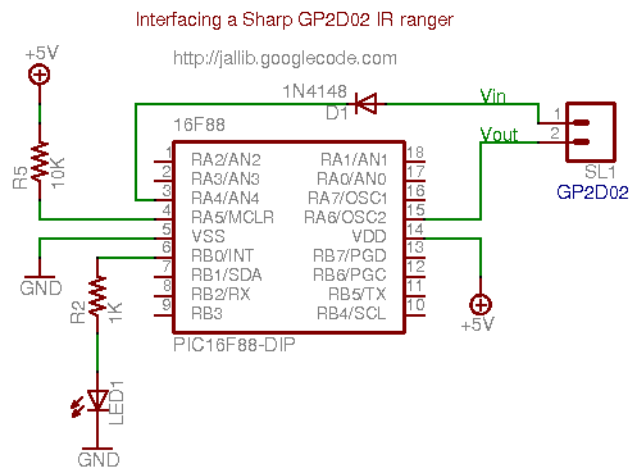 Interfacing a Sharp GP2D02 IR ranger
http://jallib.googlecode.com
+5V
1N4148
D1
Vin
Vout
1
2
SL1
GP2D02
R5
10K
16F88
1 RA2/AN2 RA1/AN1 18
2 RA3/AN3 RA0/AN0 17
3 RA4/AN4 RA7/OSC1 16
4 RA5/MCLR RA6/OSC2 15
5 VSS VDD 14
6 RB0/INT RB7/PGD 13
7 RB1/SDA RB6/PGC 12
8 RB2/RX RB5/TX 11
9 RB3 RB4/SCL 10
PIC16F88-DIP
GND
R2
1K
+5V
LED1
GND